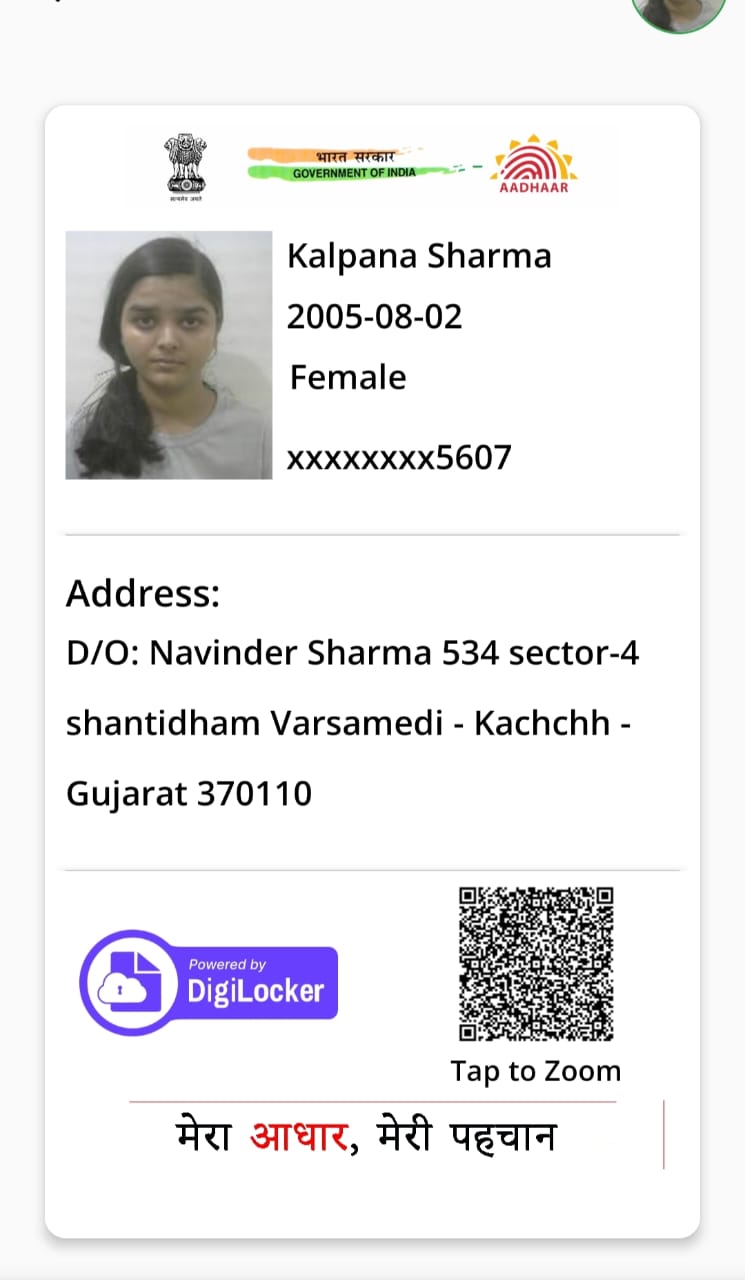 सत्यमेव जयते
भारत सरकार
GOVERNMENT OF INDIA
AADHAAR
Kalpana Sharma
2005-08-02
Female
xxxxxxxx5607
Address:
D/O: Navinder Sharma 534 sector-4
shantidham Varsamedi - Kachchh -
Gujarat 370110
Powered by
DigiLocker
Tap to Zoom
मेरा आधार, मेरी पहचान